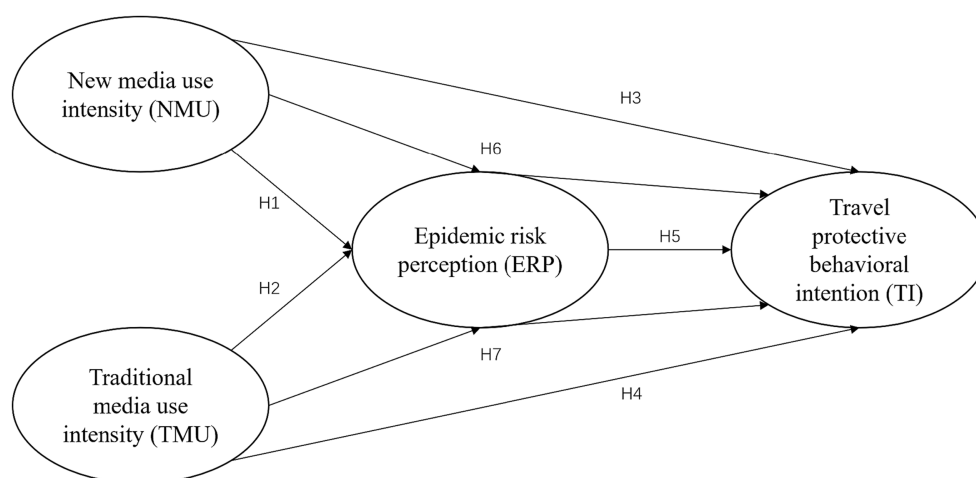 New media use
intensity (NMU)
H3
H6
H1
Epidemic risk
perception (ERP)
H5
Travel
protective
behavioral
intention (TI)
H2
H7
H4
Traditional
media use
intensity (TMU)